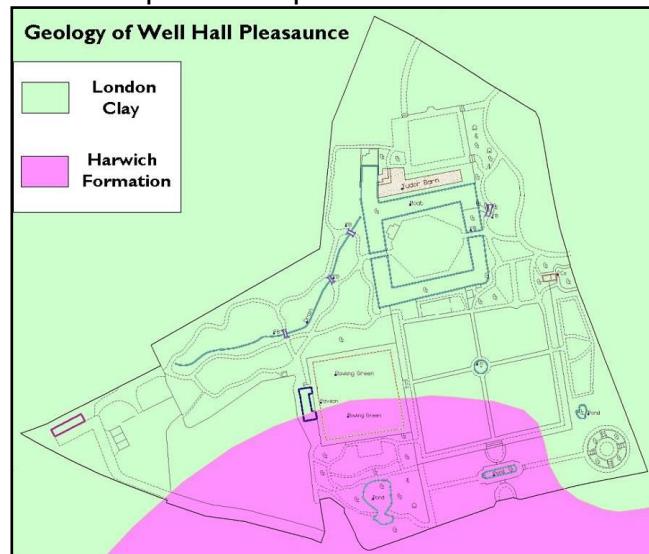 Geology of Well Hall Pleasaunce
London
Clay
Harwich
Formation
Tudor Barn
Moat
Bowling Green
Pavilion
Bowling Green
Pond
Pond